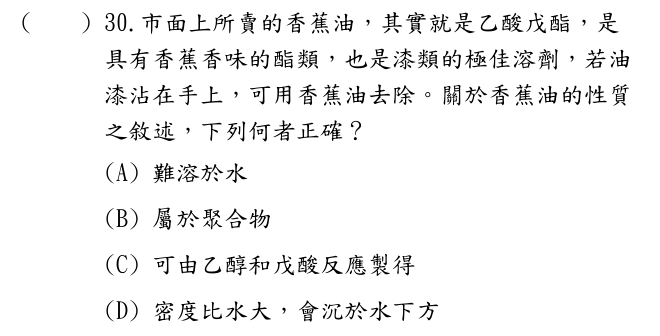 （　　）30.市面上所賣的香蕉油，其實就是乙酸戊酯，是
具有香蕉香味的酯類，也是漆類的極佳溶劑，若油
漆沾在手上，可用香蕉油去除。關於香蕉油的性質
之敘述，下列何者正確？
(A) 難溶於水
(B) 屬於聚合物
(C) 可由乙醇和戊酸反應製得
(D) 密度比水大，會沉於水下方